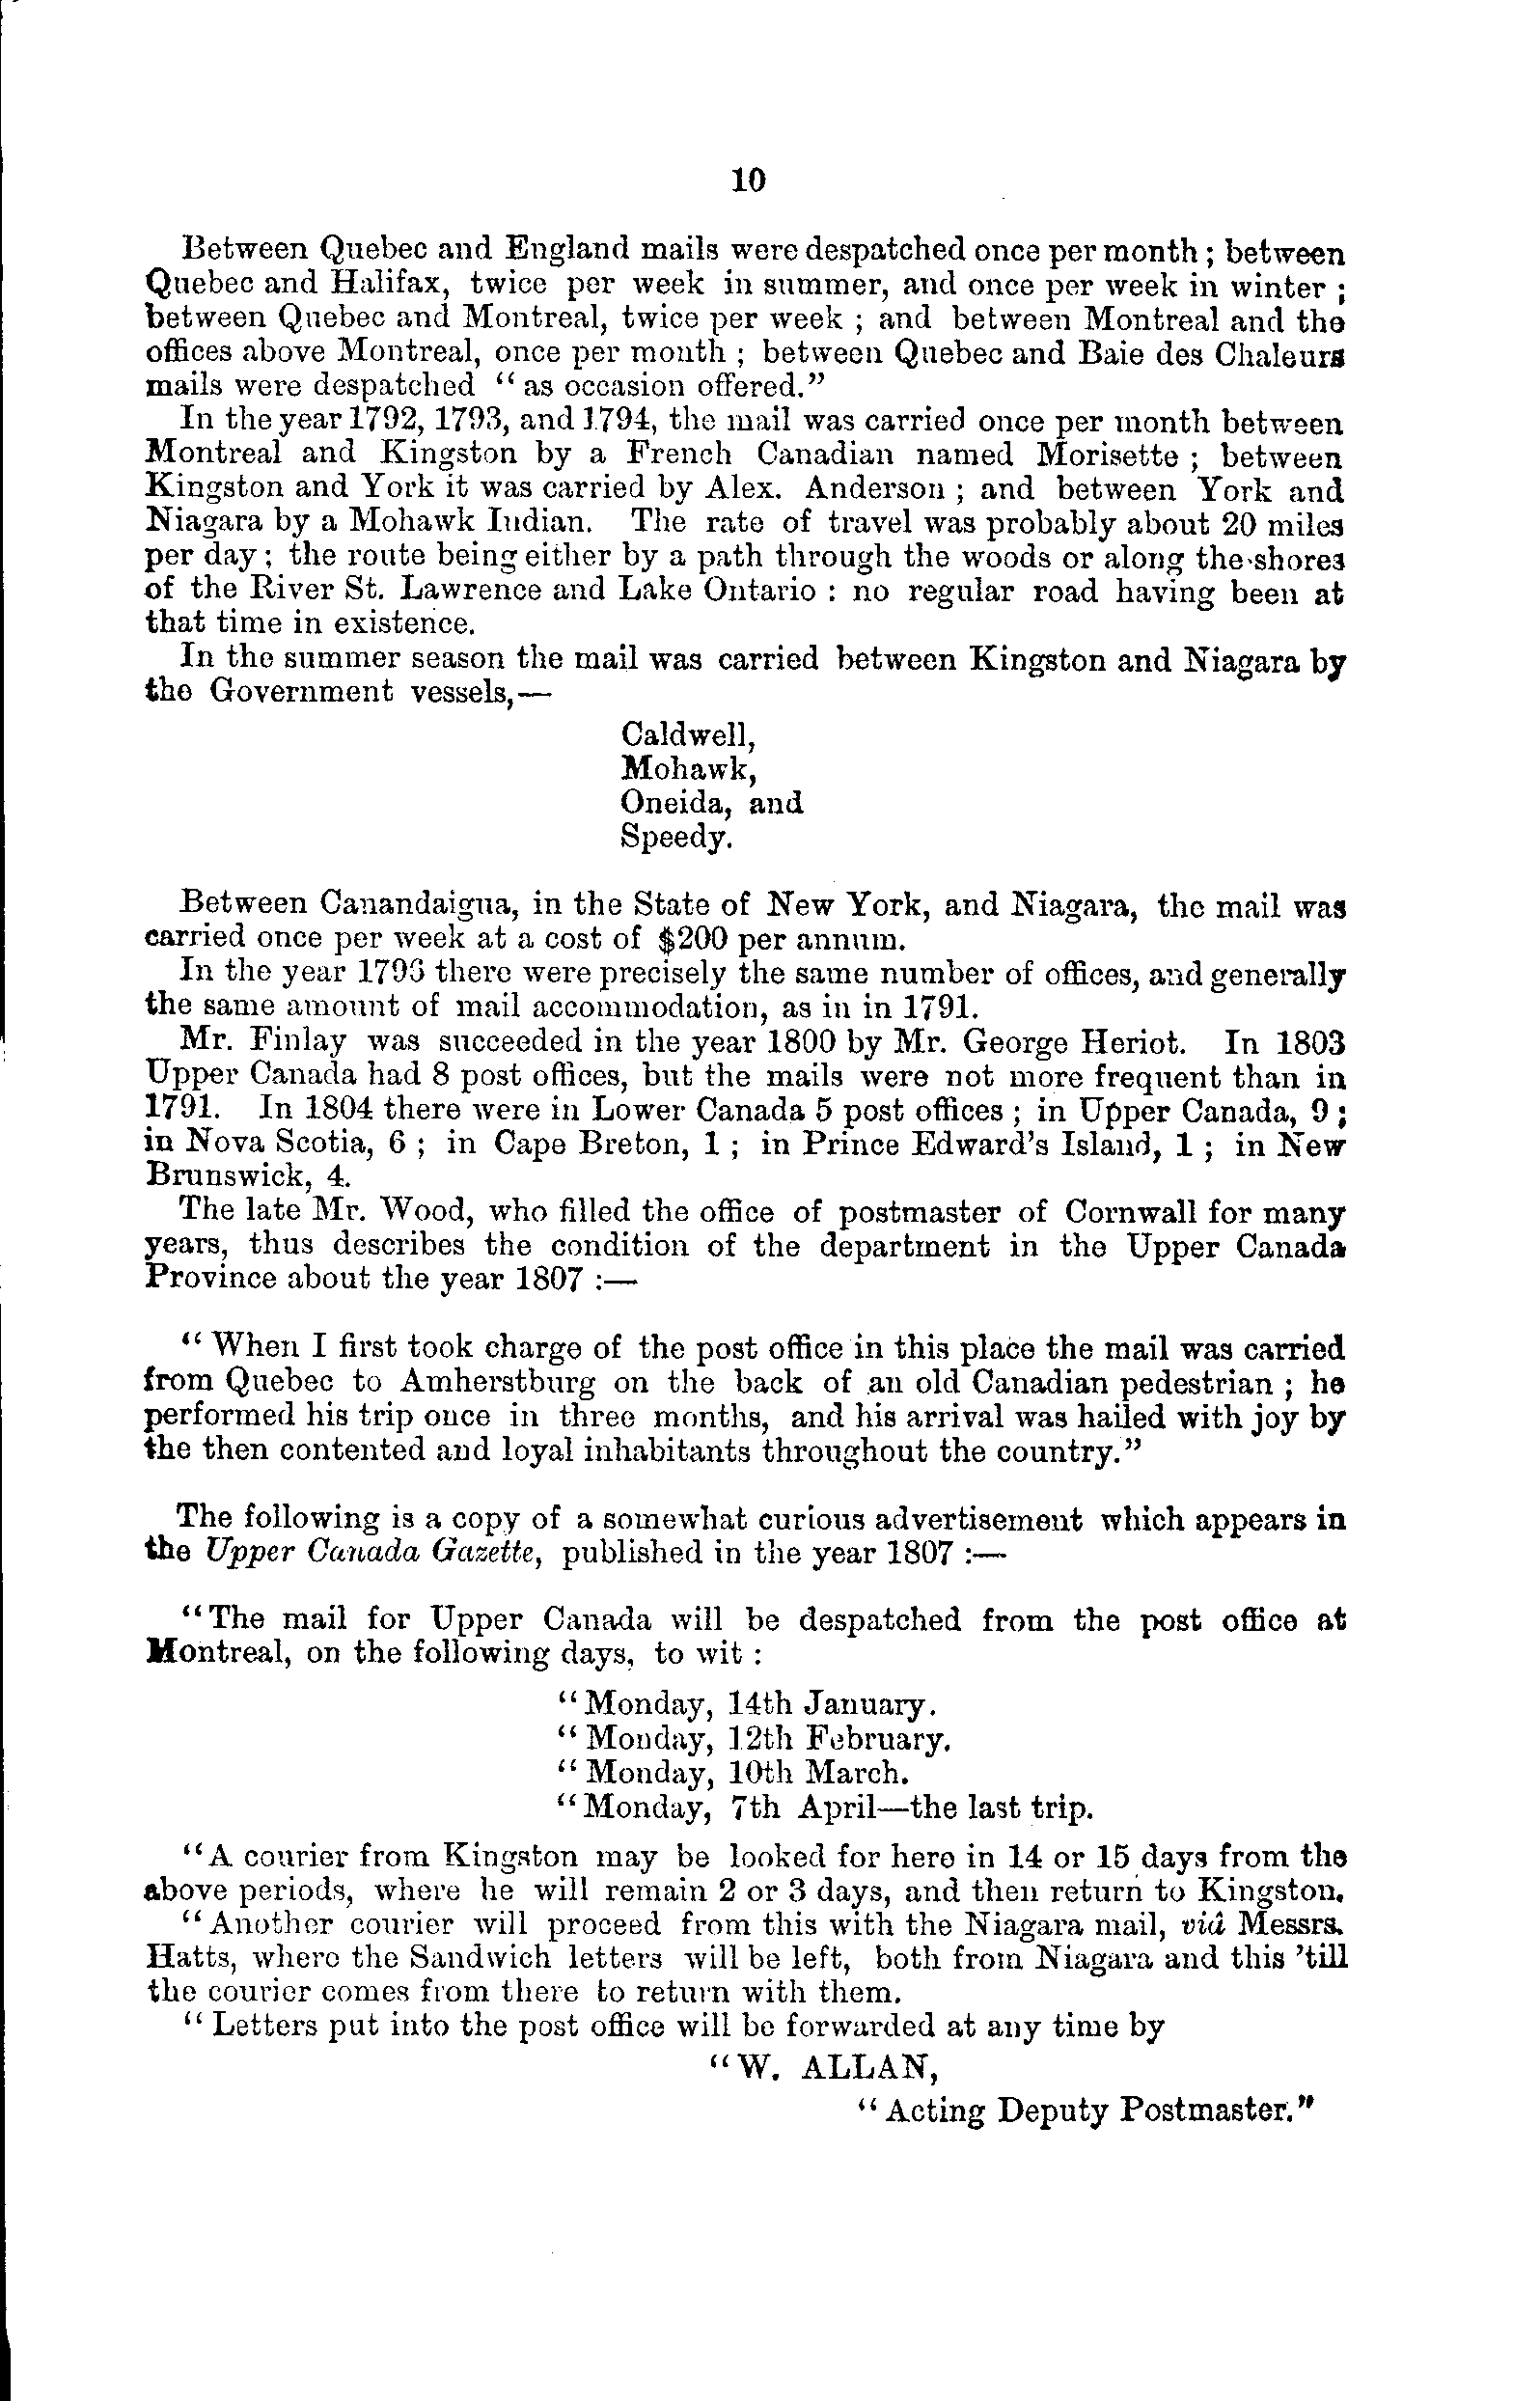 10
Between Quebec and England mails were despatched once per month ; between
Quebec and Halifax, twice per week in summer, and once per week in winter ;
between Quebec and Montreal, twice per week ; and between Montreal and the
offices above Montreal, once per month ; between Quebec and Baie des Chaleurs
mails were despatched “ as occasion offered.”
In the year 1792, 1793, and 1794, the mail was carried once per month between
Montreal and Kingston by a French Canadian named Morisette ; between
Kingston and York it was carried by Alex. Anderson ; and between York and
Niagara by a Mohawk Indian. The rate of travel was probably about 20 miles
per day ; the route being either by a path through the woods or along the shores
of the River St. Lawrence and Lake Ontario : no regular road having been at
that time in existence.
In the summer season the mail was carried between Kingston and Niagara by
the Government vessels,—
Caldwell,
Mohawk,
Oneida, and
Speedy.
Between Canandaigua, in the State of New York, and Niagara, the mail was
carried once per week at a cost of $200 per annum.
In the year 1796 there were precisely the same number of offices, and generally
the same amount of mail accommodation, as in in 1791.
Mr. Finlay was succeeded in the year 1800 by Mr. George Heriot. In 1803
Upper Canada had 8 post offices, but the mails were not more frequent than in
1791. In 1804 there were in Lower Canada 5 post offices ; in Upper Canada, 9 ;
in Nova Scotia, 6 ; in Cape Breton, 1 ; in Prince Edward's Island, 1 ; in New
Brunswick, 4.
The late Mr. Wood, who filled the office of postmaster of Cornwall for many
years, thus describes the condition of the department in the Upper Canada
Province about the year 1807 :—
“ When I first took charge of the post office in this place the mail was carried
from Quebec to Amherstburg on the back of an old Canadian pedestrian ; he
performed his trip once in three months, and his arrival was hailed with joy by
the then contented and loyal inhabitants throughout the country.”
The following is a copy of a somewhat curious advertisement which appears in
the Upper Canada Gazette, published in the year 1807 :—
“The mail for Upper Canada will be despatched from the post office at
Montreal, on the following days, to wit :
“ Monday, 14th January.
“ Monday, 12th February.
“ Monday, 10th March.
“ Monday, 7th April—the last trip.
“A courier from Kingston may be looked for here in 14 or 15 days from the
above periods, where he will remain 2 or 3 days, and then return to Kingston.
“Another courier will proceed from this with the Niagara mail, viâ Messrs.
Hatts, where the Sandwich letters will be left, both from Niagara and this 'till
the courier comes from there to return with them.
“ Letters put into the post office will be forwarded at any time by
“ W. ALLAN,
“ Acting Deputy Postmaster.”